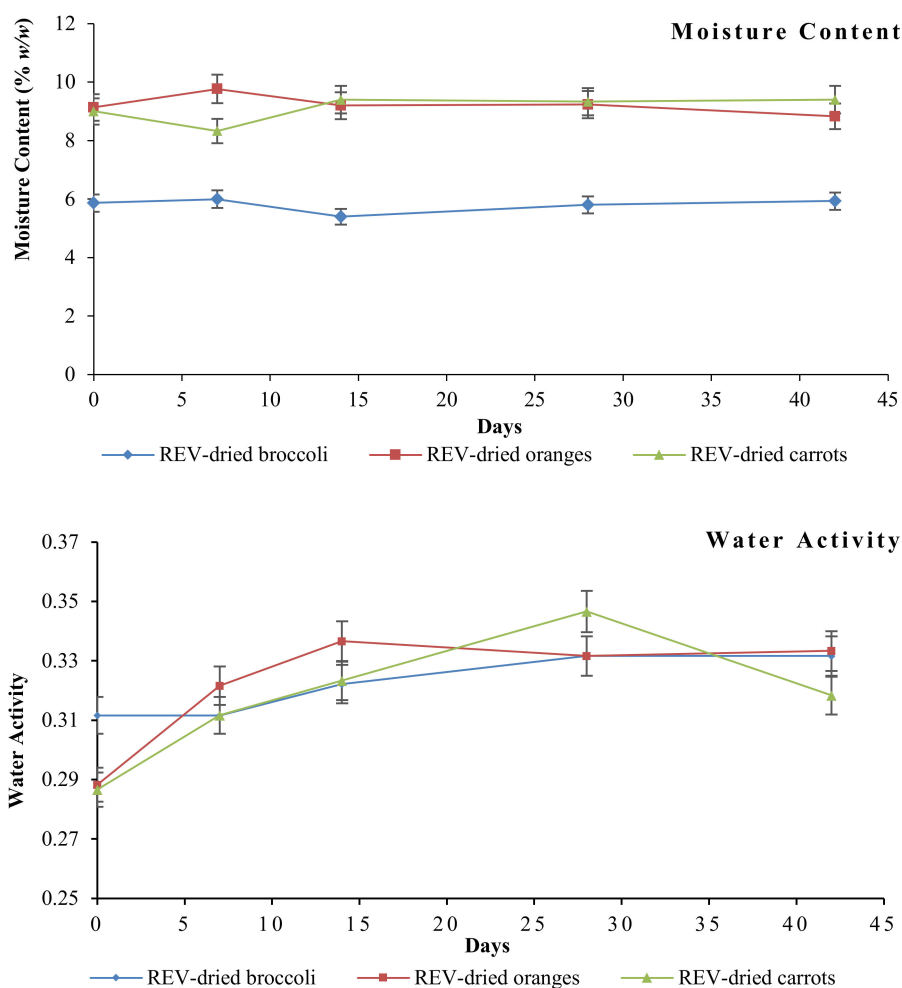 Moisture Content
Moisture Content (% w/w)
12
10
8
6
4
2
0
0 5 10 15 20 25 30 35 40 45
Days
REV-dried broccoli REV-dried oranges REV-dried carrots
Water Activity
Water Activity
0.37
0.35
0.33
0.31
0.29
0.27
0.25
0 5 10 15 20 25 30 35 40 45
Days
REV-dried broccoli REV-dried oranges REV-dried carrots